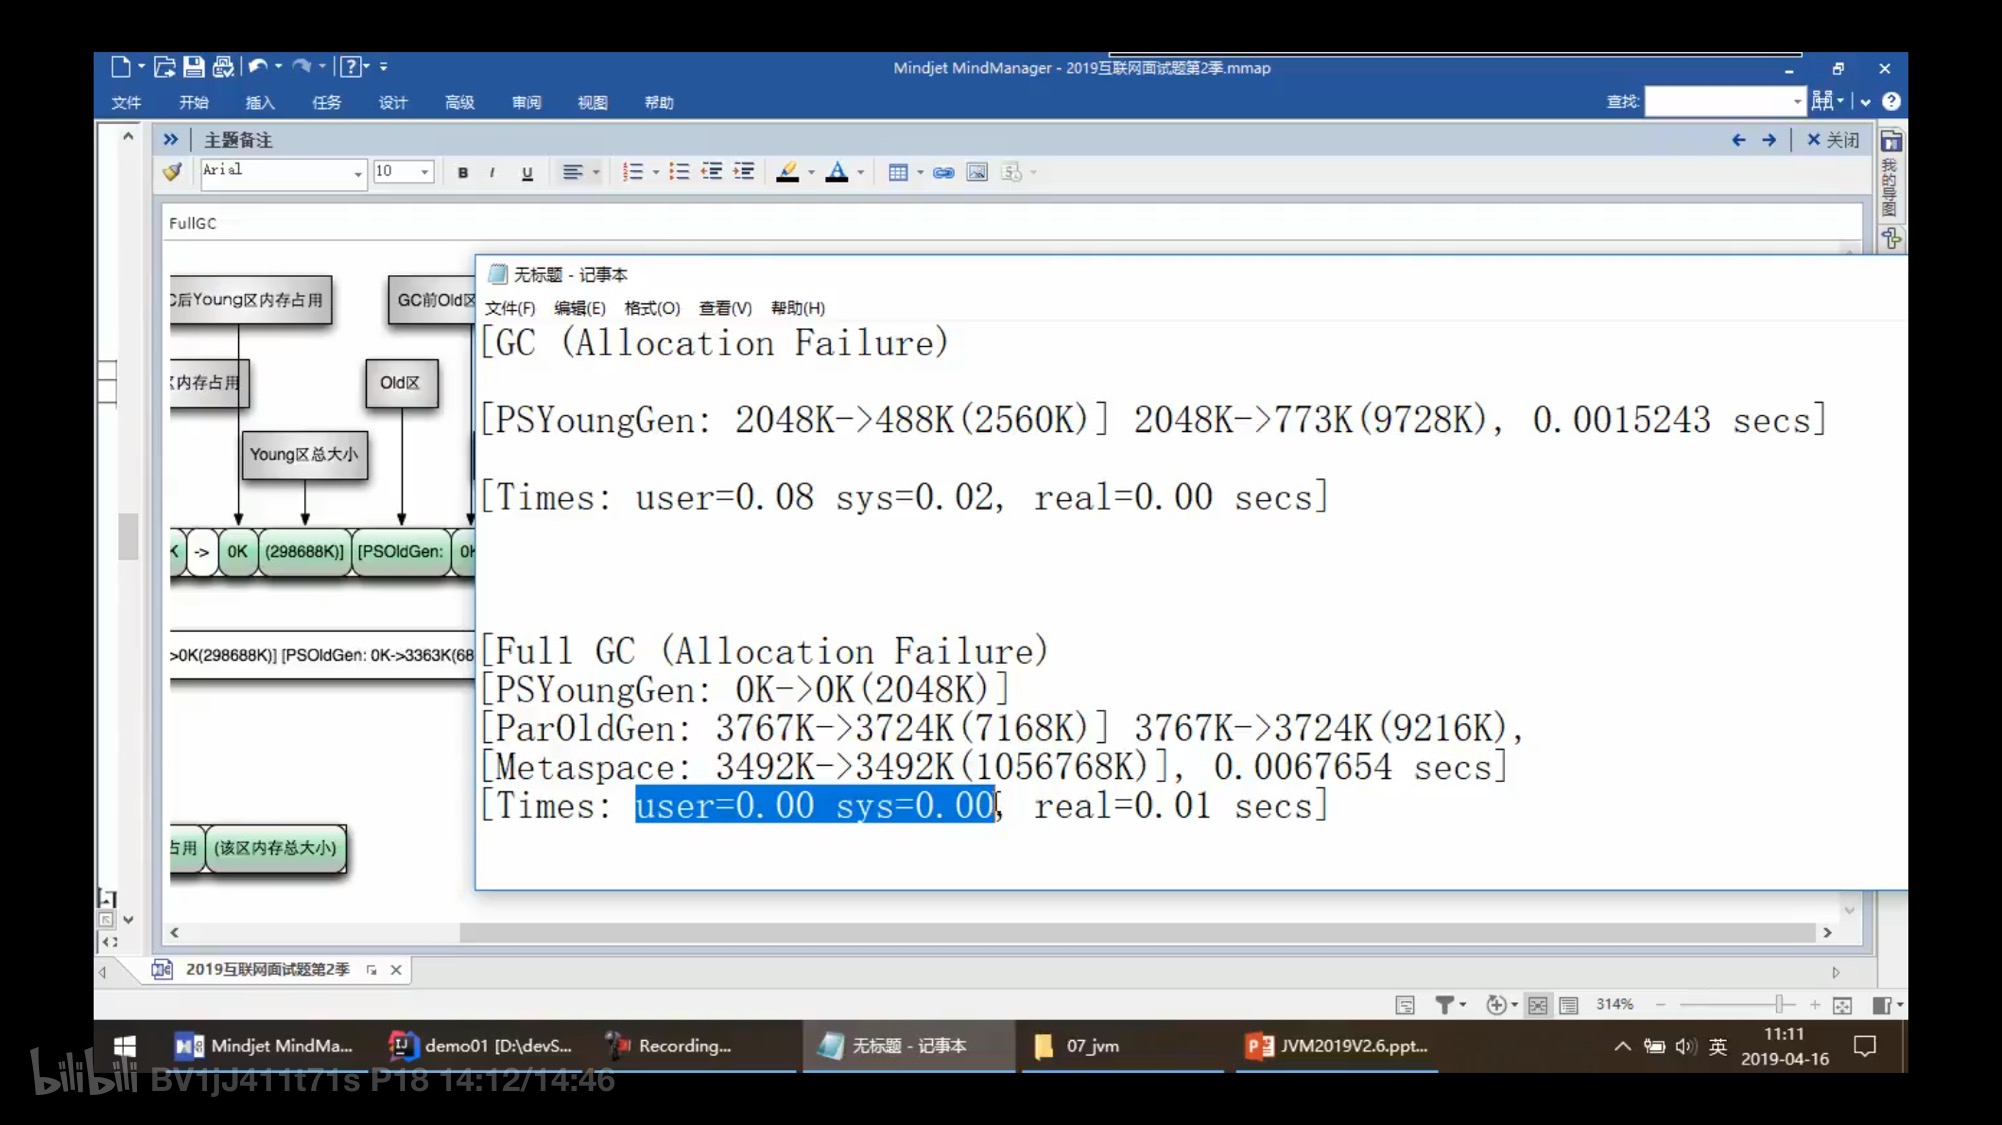 Mindjet MindManager - 2019互联网面试题第2季.mmap
文件 开始 插入 任务 设计 高级 审阅 视图 帮助
查找:
主题备注
关闭
Arial 10 B I U
我的导图
FullGC
C后Young区内存占用
GC前Old区
区内存占用
Old区
Young区总大小
K -> 0K (298688K)] [PSOldGen: 0K
>0K(298688K)] [PSOldGen: 0K->3363K(68
占用 (该区内存总大小)
无标题 - 记事本
文件(F) 编辑(E) 格式(O) 查看(V) 帮助(H)
[GC (Allocation Failure)
[PSYoungGen: 2048K->488K(2560K)] 2048K->773K(9728K), 0.0015243 secs]
[Times: user=0.08 sys=0.02, real=0.00 secs]
[Full GC (Allocation Failure)
[PSYoungGen: 0K->0K(2048K)]
[ParOldGen: 3767K->3724K(7168K)] 3767K->3724K(9216K),
[Metaspace: 3492K->3492K(1056768K)], 0.0067654 secs]
[Times: user=0.00 sys=0.00, real=0.01 secs]
2019互联网面试题第2季
314%
Mindjet MindMa... demo01 [D:\devS... Recording... 无标题 - 记事本 07_jvm JVM2019V2.6.ppt... 英
11:11
2019-04-16
bilibili BV1jJ411t71s P18 14:12/14:46